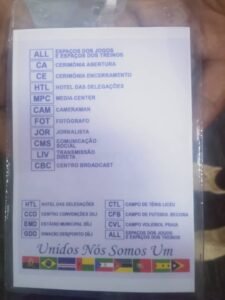 ALL ESPAÇOS DOS JOGOS
E ESPAÇOS DOS TREINOS
CA CERIMÓNIA ABERTURA
CE CERIMÓNIA ENCERRAMENTO
HTL HOTEL DAS DELEGAÇÕES
MPC MEDIA CENTER
CAM CAMERAMAN
FOT FOTOGRAFO
JOR JORNALISTA
CMS COMUNICAÇÃO
SOCIAL
LIV TRANSMISSÃO
DIRETA
CBC CENTRO BROADCAST
HTL HOTEL DAS DELEGAÇÕES
CCD CENTRO CONVENÇÕES DILI
EMD ESTÁDIO MUNICIPAL DILI
GDD GINÁCIO DESPORTO DILI
CTL CAMPO DE TÉNIS LICEU
CFB CAMPO DE FUTEBOL BECORA
CVL CAMPO VOLEIBOL PRAIA
ALL ESPAÇOS DOS JOGOS
E ESPAÇOS DOS TREINOS
Unidos Nós Somos Um